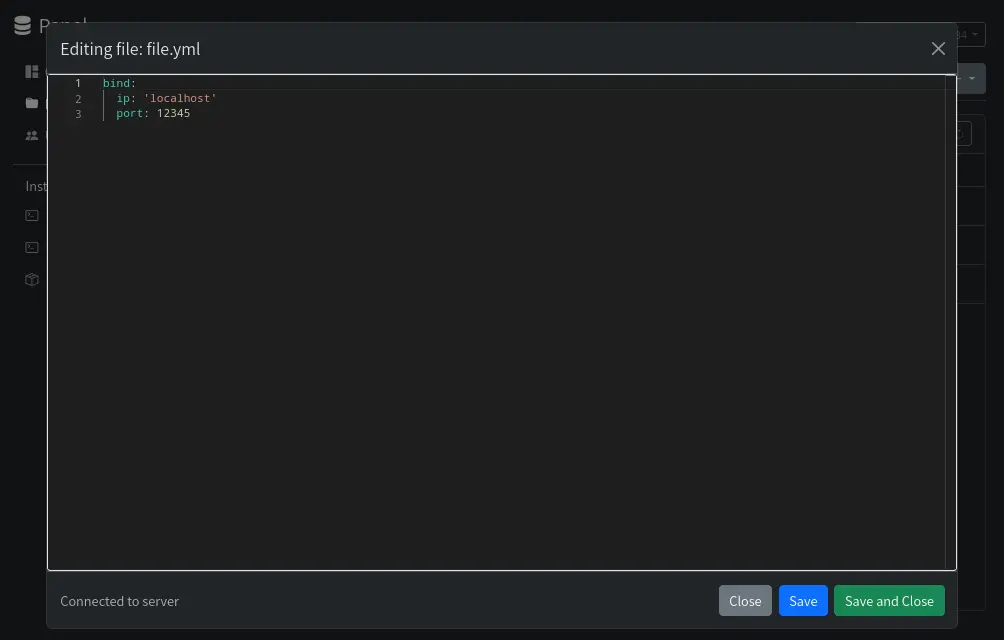 Panel
Editing file: file.yml
1 bind:
2 ip: 'localhost'
3 port: 12345
Connected to server
Close
Save
Save and Close